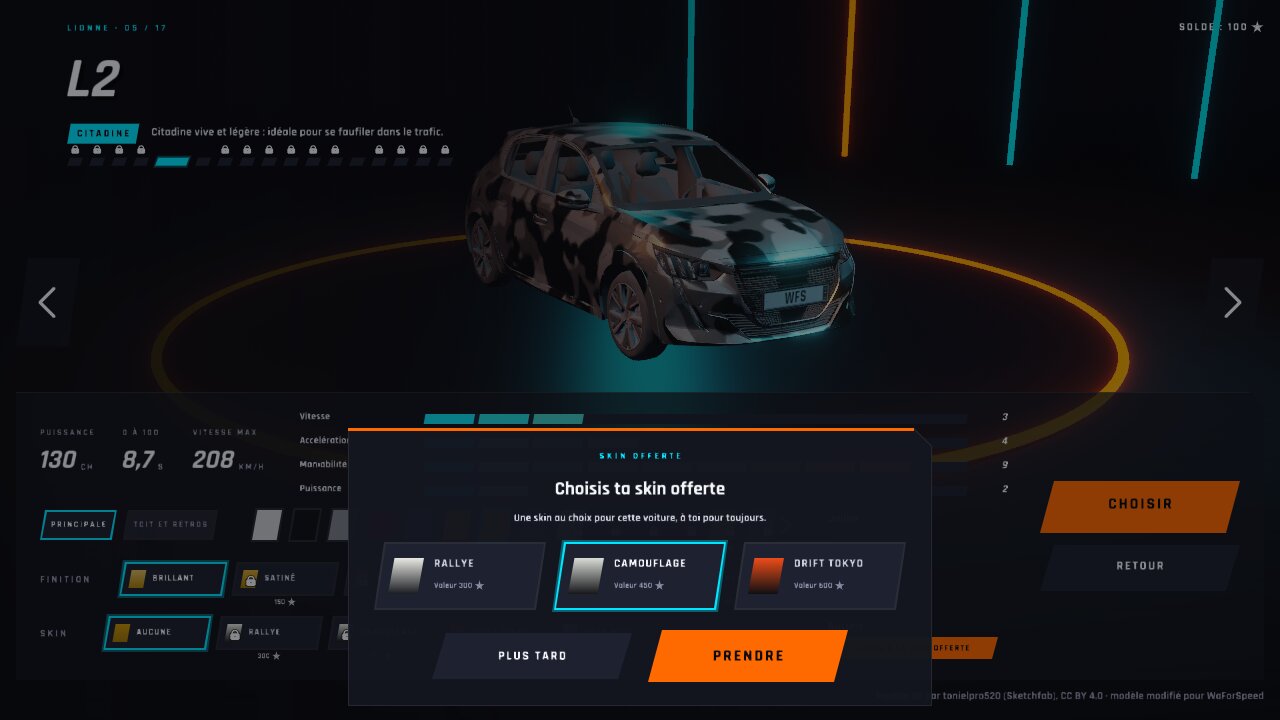 LIONNE · 05 / 17
SOLDE : 100 ★
L2
CITADINE
Citadine vive et légère : idéale pour se faufiler dans le trafic.
WFS
PUISSANCE
130 CH
0 À 100
8,7 S
VITESSE MAX
208 KM/H
Vitesse
3
Accélération
4
Maniabilité
9
Puissance
2
PRINCIPALE
TOIT ET RETROS
FINITION
BRILLANT
SATINÉ
150 ★
SKIN
AUCUNE
RALLYE
300 ★
SKIN OFFERTE
Choisis ta skin offerte
Une skin au choix pour cette voiture, à toi pour toujours.
RALLYE
Valeur 300 ★
CAMOUFLAGE
Valeur 450 ★
DRIFT TOKYO
Valeur 600 ★
PLUS TARD
PRENDRE
CHOISIR
RETOUR
OFFERTE
par tonielpro520 (Sketchfab), CC BY 4.0 · modèle modifié pour WaForSpeed